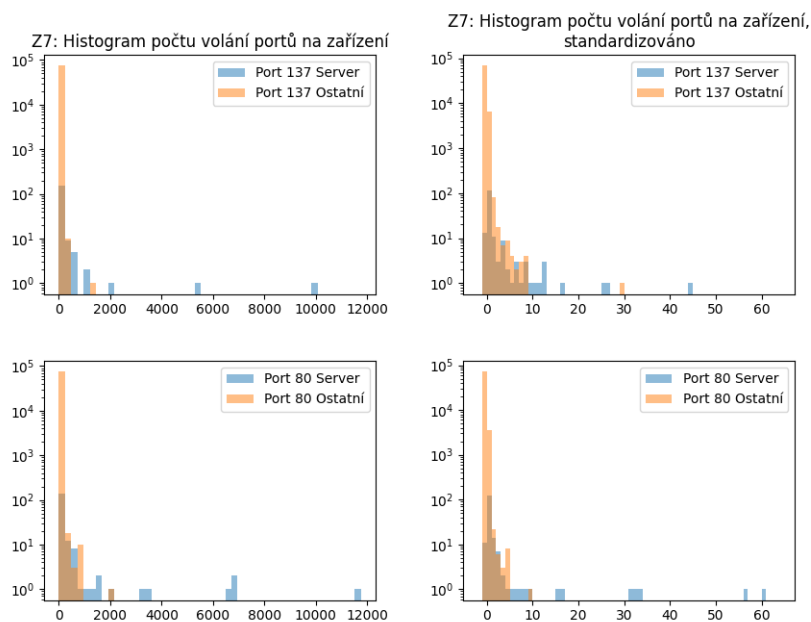 Z7: Histogram počtu volání portů na zařízení
10⁵
10⁴
10³
10²
10¹
10⁰
0 2000 4000 6000 8000 10000 12000
Port 137 Server
Port 137 Ostatní
Z7: Histogram počtu volání portů na zařízení,
standardizováno
10⁵
10⁴
10³
10²
10¹
10⁰
0 10 20 30 40 50 60
Port 137 Server
Port 137 Ostatní
10⁵
10⁴
10³
10²
10¹
10⁰
0 2000 4000 6000 8000 10000 12000
Port 80 Server
Port 80 Ostatní
10⁵
10⁴
10³
10²
10¹
10⁰
0 10 20 30 40 50 60
Port 80 Server
Port 80 Ostatní